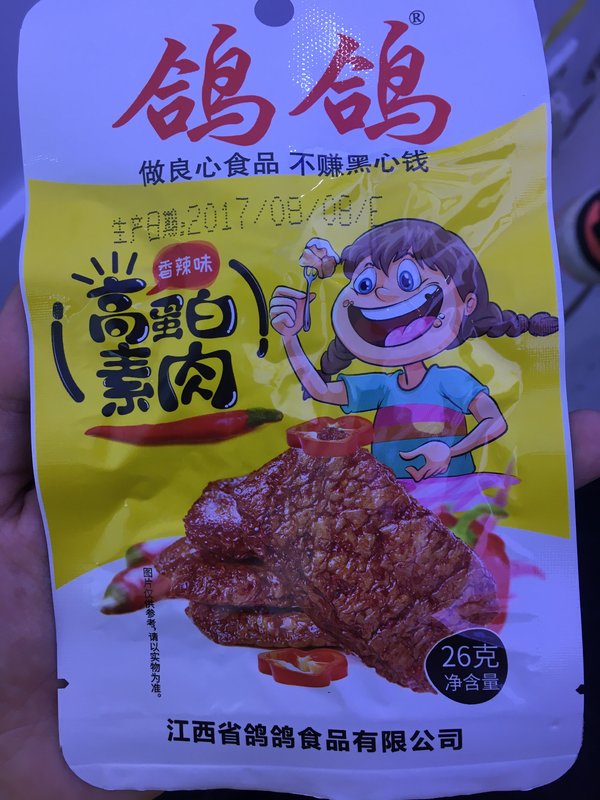 鸽鸽®
做良心食品 不赚黑心钱
生产日期:2017/08/08/F
香辣味
高蛋白
素肉
图片仅供参考,请以实物为准。
26克
净含量
江西省鸽鸽食品有限公司